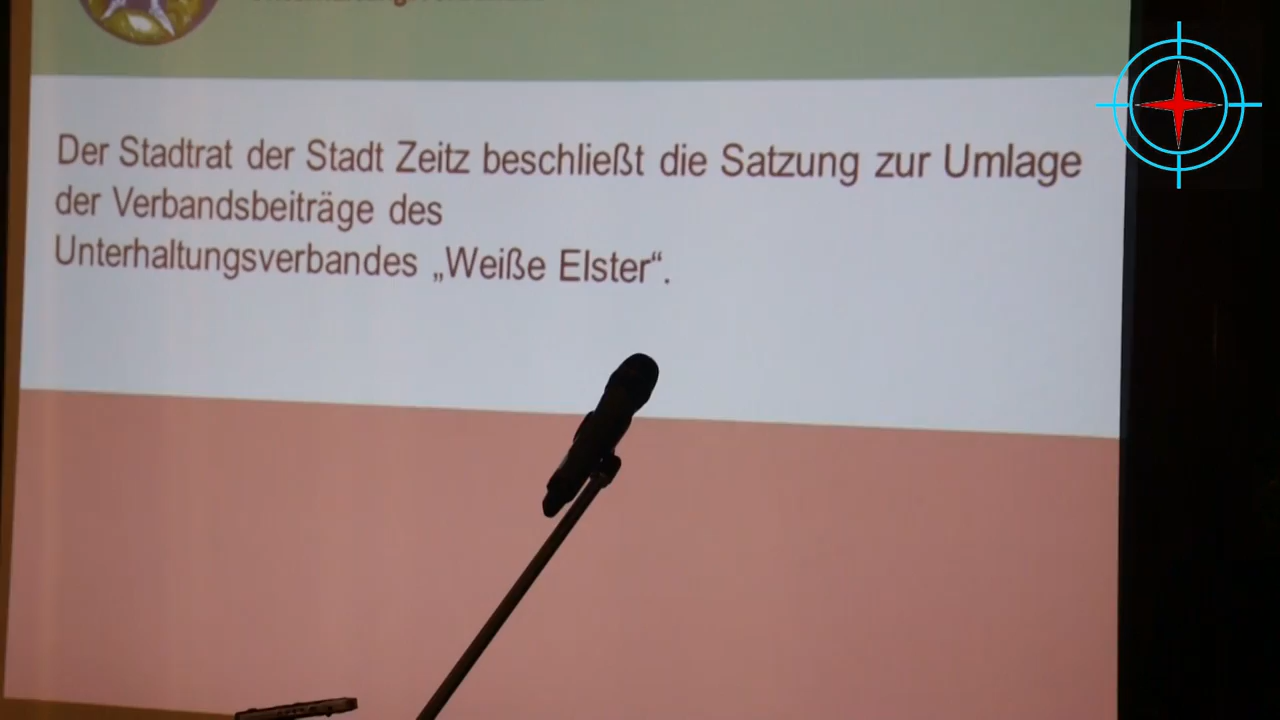 Der Stadtrat der Stadt Zeitz beschließt die Satzung zur Umlage
der Verbandsbeiträge des
Unterhaltungsverbandes „Weiße Elster“.